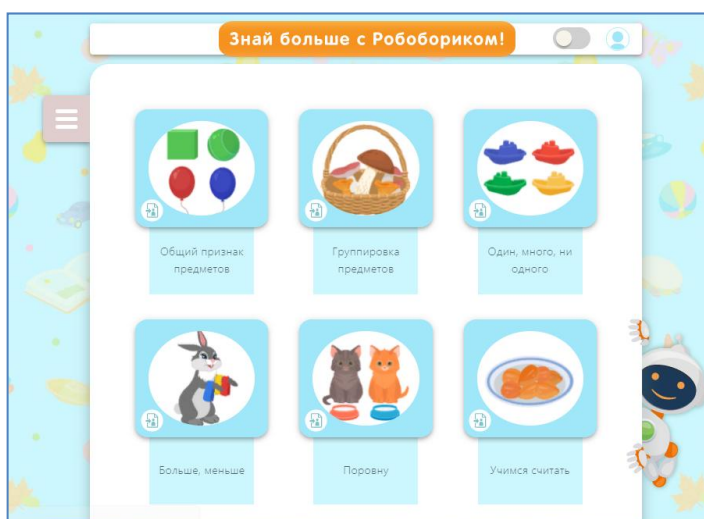 Знай больше с Робобориком!
Общий признак
предметов
Группировка
предметов
Один, много, ни
одного
Больше, меньше
Поровну
Учимся считать